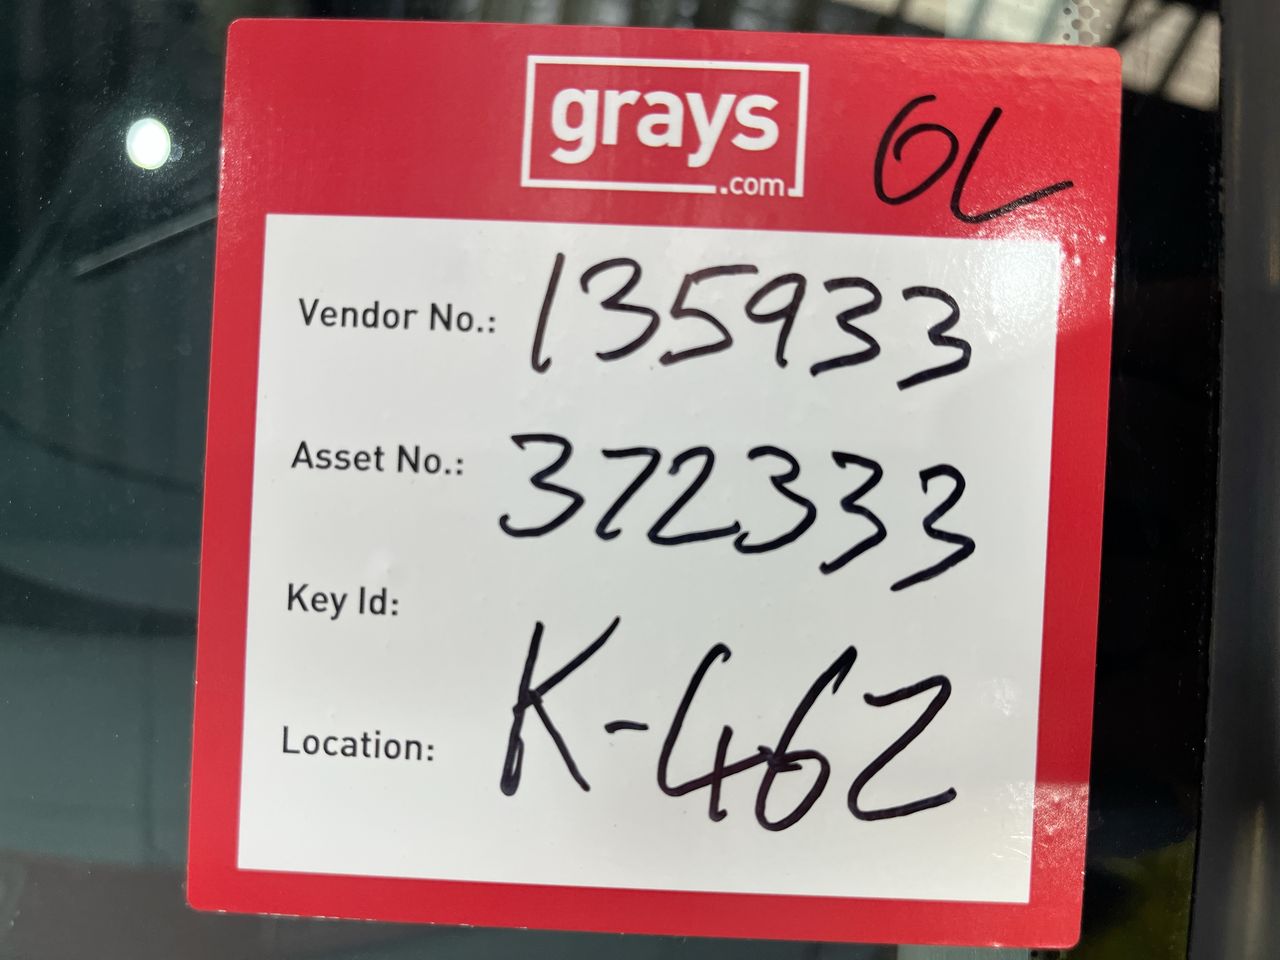 grays
.com
OL
Vendor No.: 135933
Asset No.: 372333
Key Id:
K-462
Location: